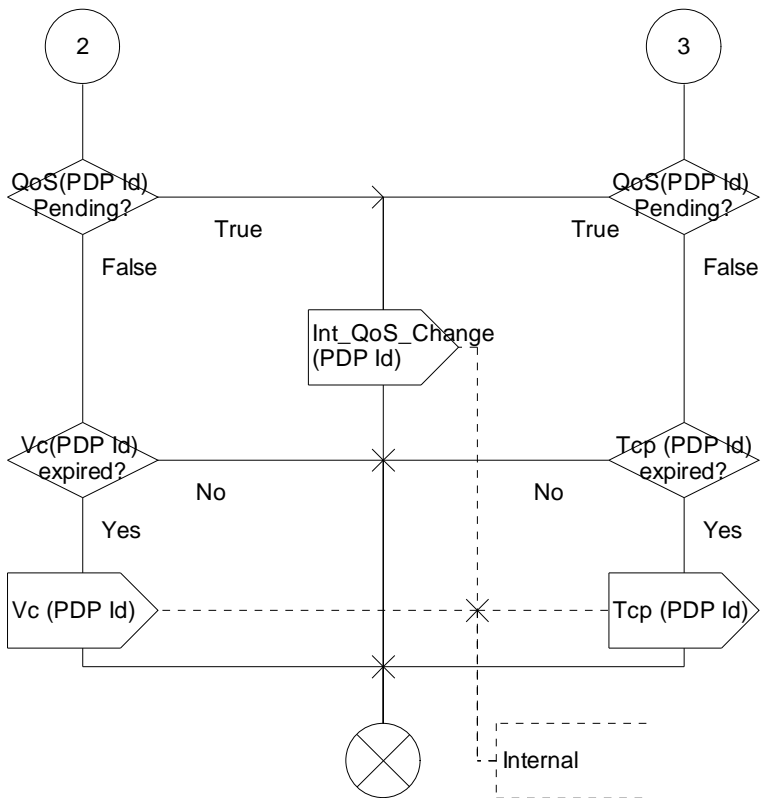 2
3
QoS(PDP Id)
Pending?
QoS(PDP Id)
Pending?
True
True
False
False
Int_QoS_Change
(PDP Id)
Vc(PDP Id)
expired?
Tcp (PDP Id)
expired?
No
No
Yes
Yes
Vc (PDP Id)
Tcp (PDP Id)
Internal